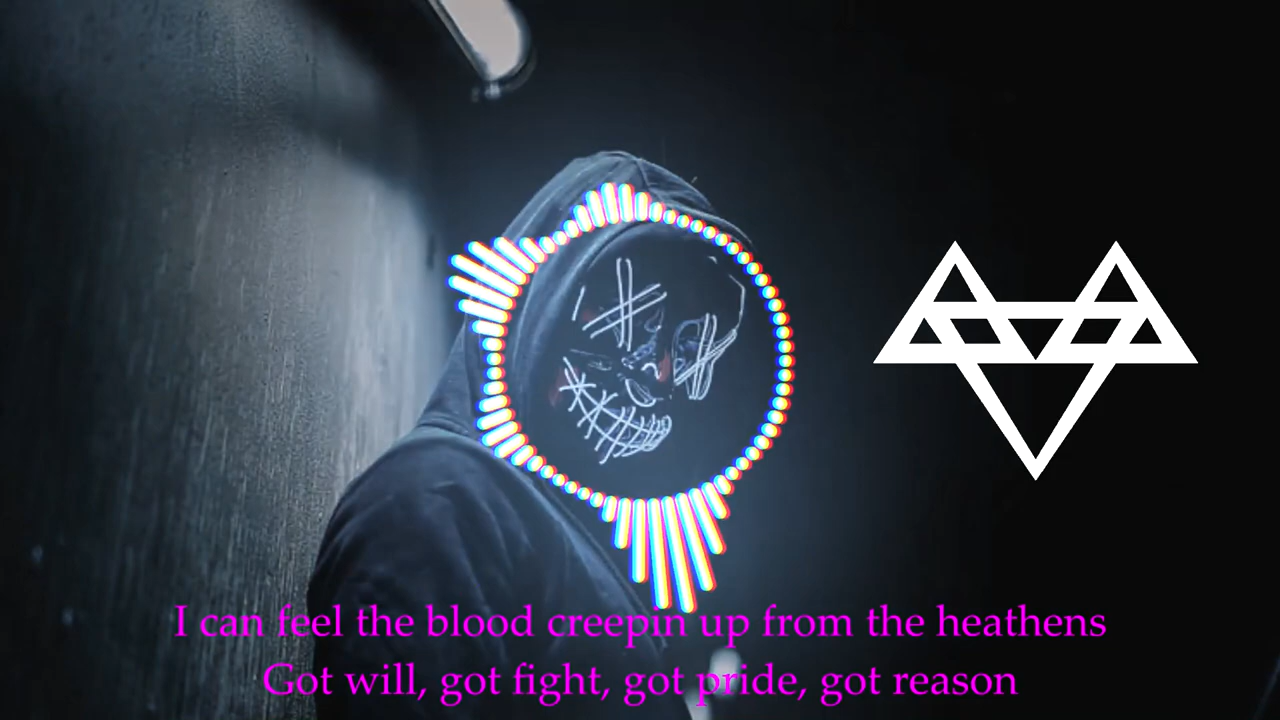 I can feel the blood creepin up from the heathens
Got will, got fight, got pride, got reason